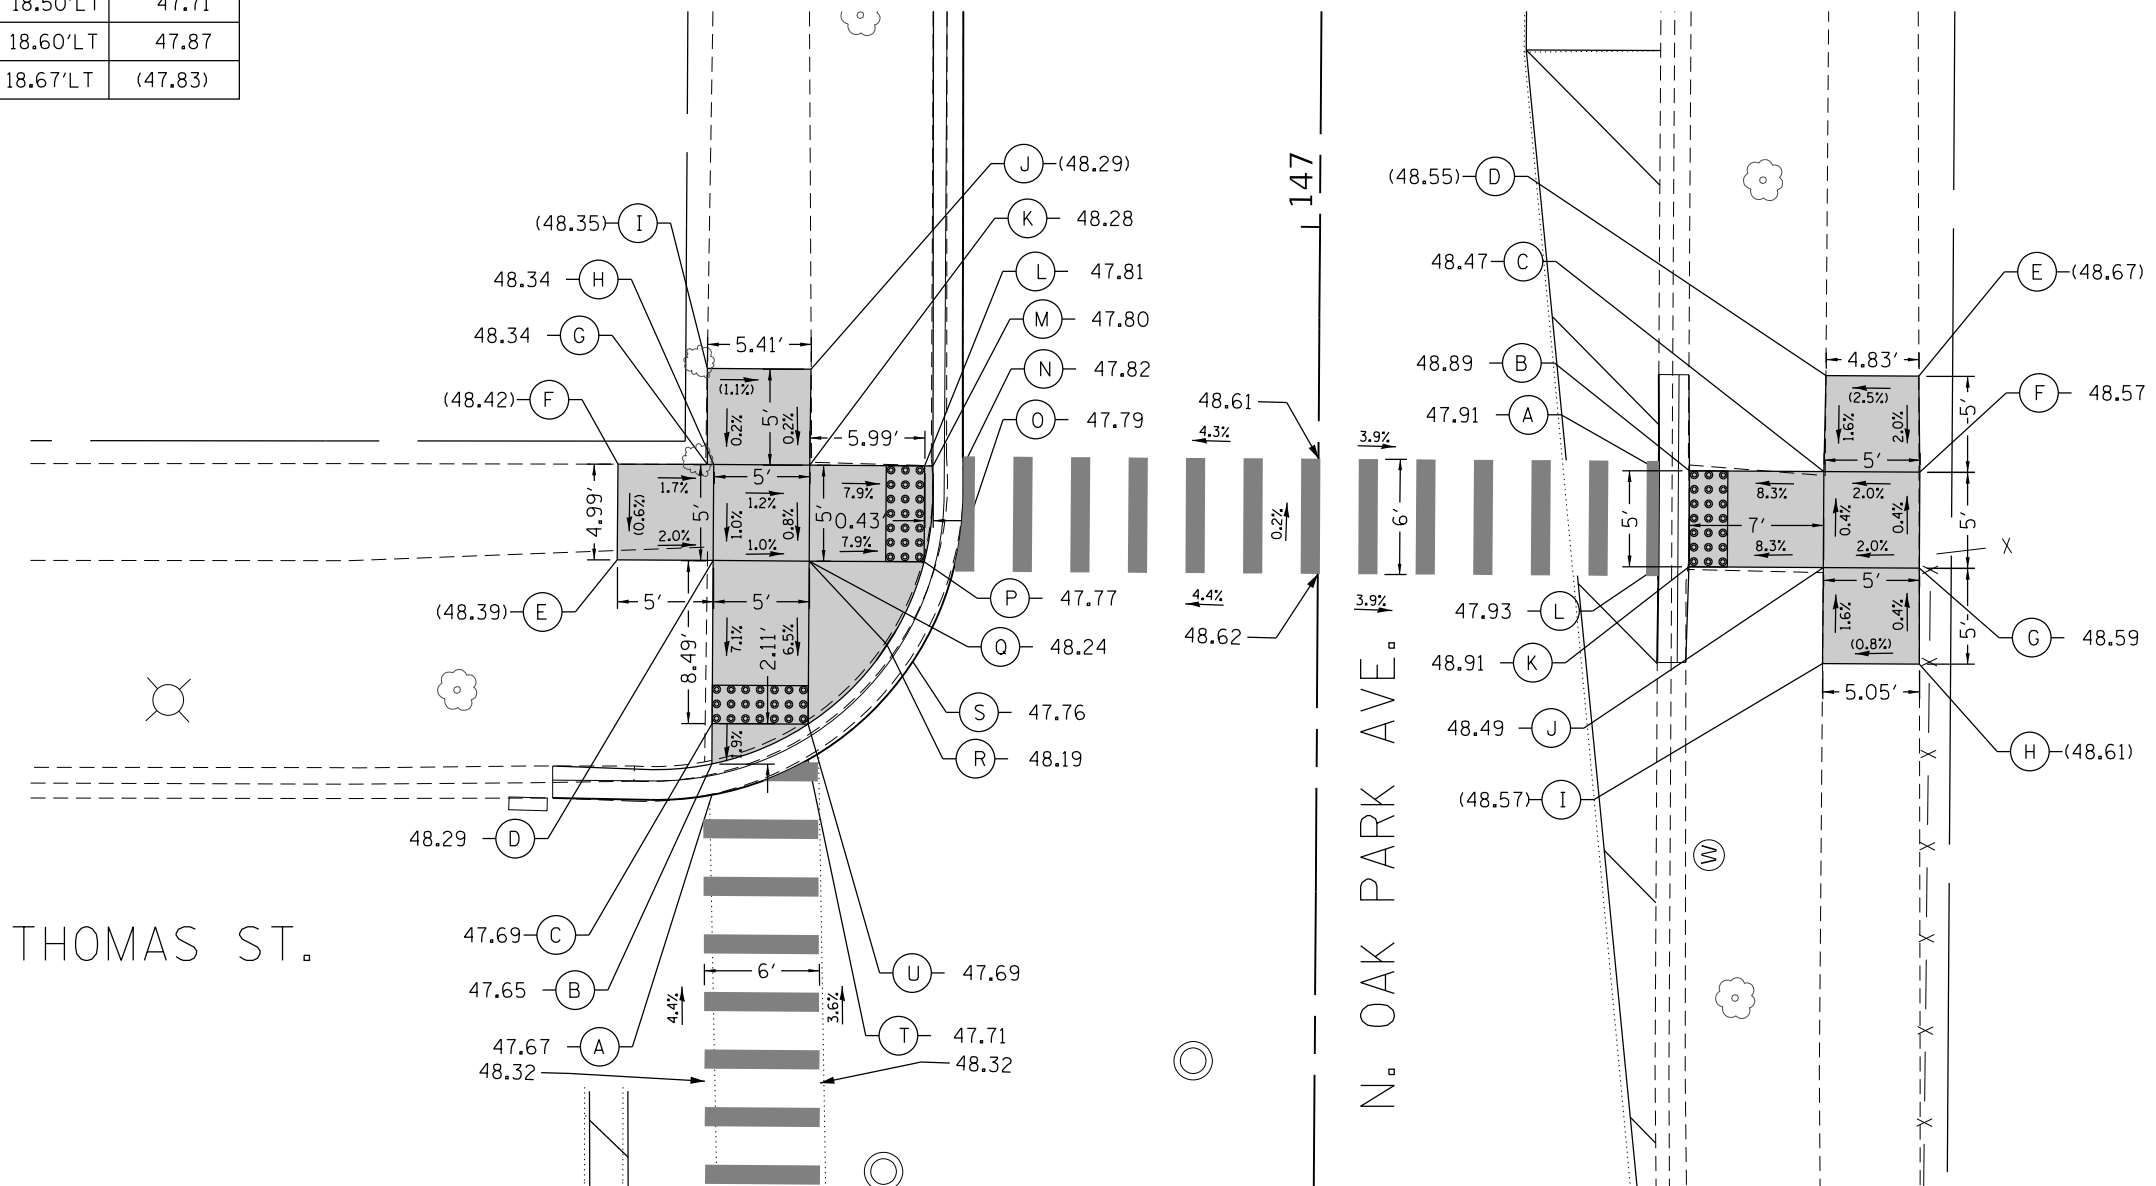 18.50'LT 47.71
18.60'LT 47.87
18.67'LT (47.83)
J (48.29)
(48.35) I
K 48.28
48.34 H
L 47.81
48.34 G
M 47.80
N 47.82
(48.42) F
O 47.79
5.41'
(1.1%)
0.2%
5'
0.2%
5.99'
4.99'
(0.6%)
1.7%
2.0%
5'
5'
1.2%
1.0%
0.8%
1.0%
5'
7.9%
0.43'
7.9%
(48.39) E
5'
5'
P 47.77
Q 48.24
S 47.76
R 48.19
8.49'
7.1%
2.11'
6.5%
7.9%
48.29 D
47.69 C
47.65 B
47.67 A
48.32
U 47.69
T 47.71
48.32
6'
4.4%
3.6%
THOMAS ST.
147
48.61
4.3%
3.9%
0.2%
6'
4.4%
3.9%
48.62
N. OAK PARK AVE.
(48.55) D
48.47 C
48.89 B
47.91 A
E (48.67)
F 48.57
4.83'
(2.5%)
1.6%
2.0%
5'
5'
5'
8.3%
2.0%
7'
0.4%
0.4%
5'
8.3%
2.0%
X
5'
1.6%
0.4%
5'
(0.8%)
5.05'
47.93 L
48.91 K
48.49 J
(48.57) I
G 48.59
H (48.61)
W
X
X
X
X
X
X
X